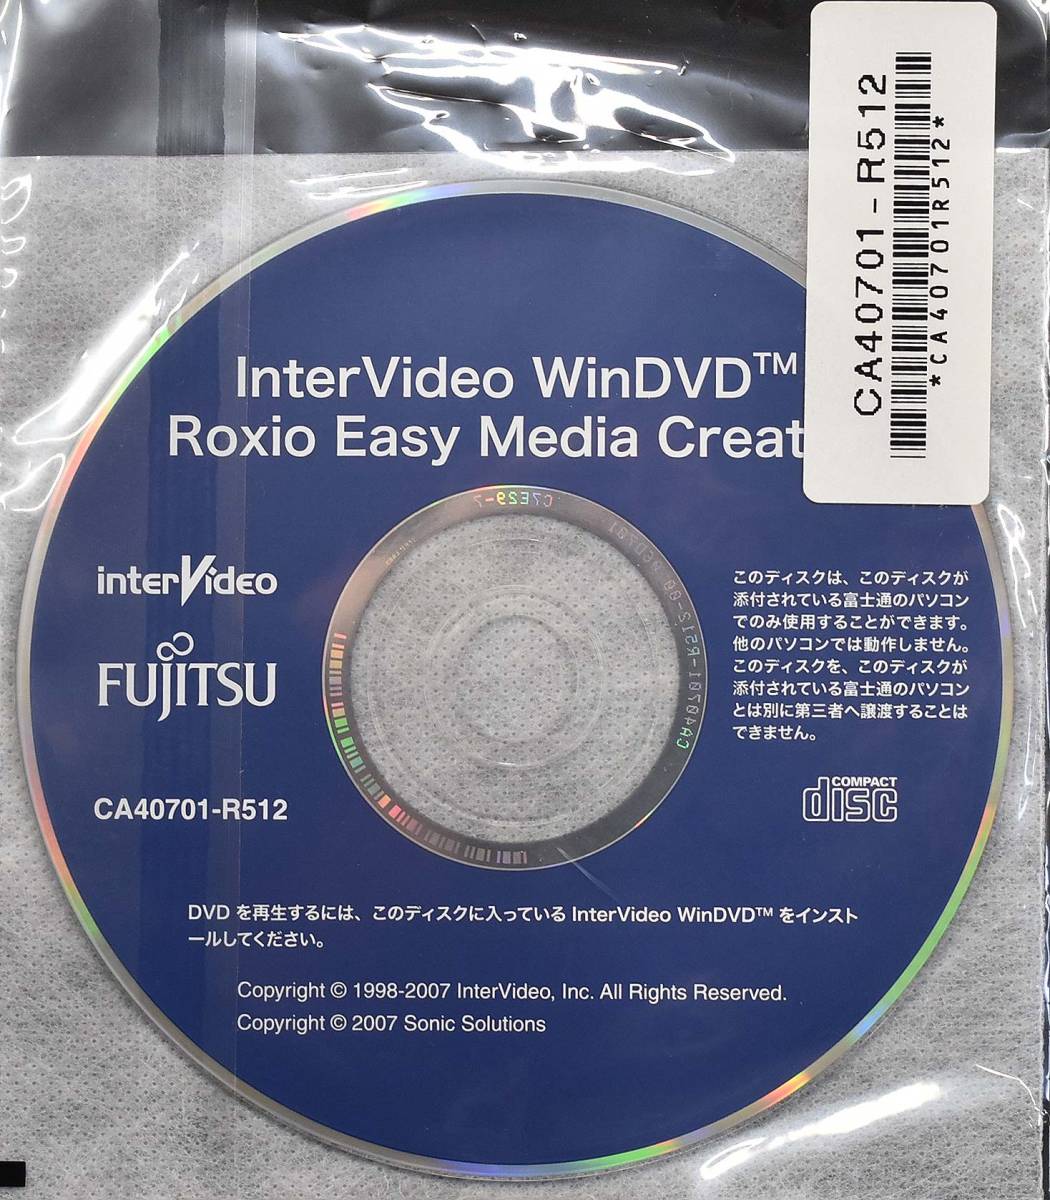 InterVideo WinDVD™
Roxio Easy Media Creat
CA40701-R512
*CA40701R512*
C7E29-7
CA40701-R512-
interVideo
FUJITSU
CA40701-R512
このディスクは、このディスクが
添付されている富士通のパソコン
でのみ使用することができます。
他のパソコンでは動作しません。
このディスクを、このディスクが
添付されている富士通のパソコン
とは別に第三者へ譲渡することは
できません。
COMPACT
disc
DVD を再生するには、このディスクに入っている InterVideo WinDVD™ をインスト
ールしてください。
Copyright © 1998-2007 InterVideo, Inc. All Rights Reserved.
Copyright © 2007 Sonic Solutions